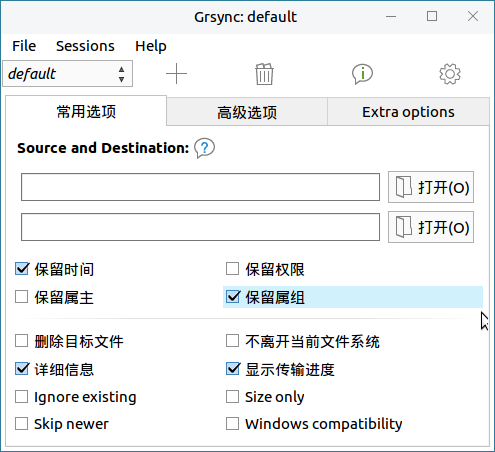 Grsync: default
File Sessions Help
default
常用选项 高级选项 Extra options
Source and Destination:
打开(O)
打开(O)
保留时间 保留权限
保留属主 保留属组
删除目标文件 不离开当前文件系统
详细信息 显示传输进度
Ignore existing Size only
Skip newer Windows compatibility